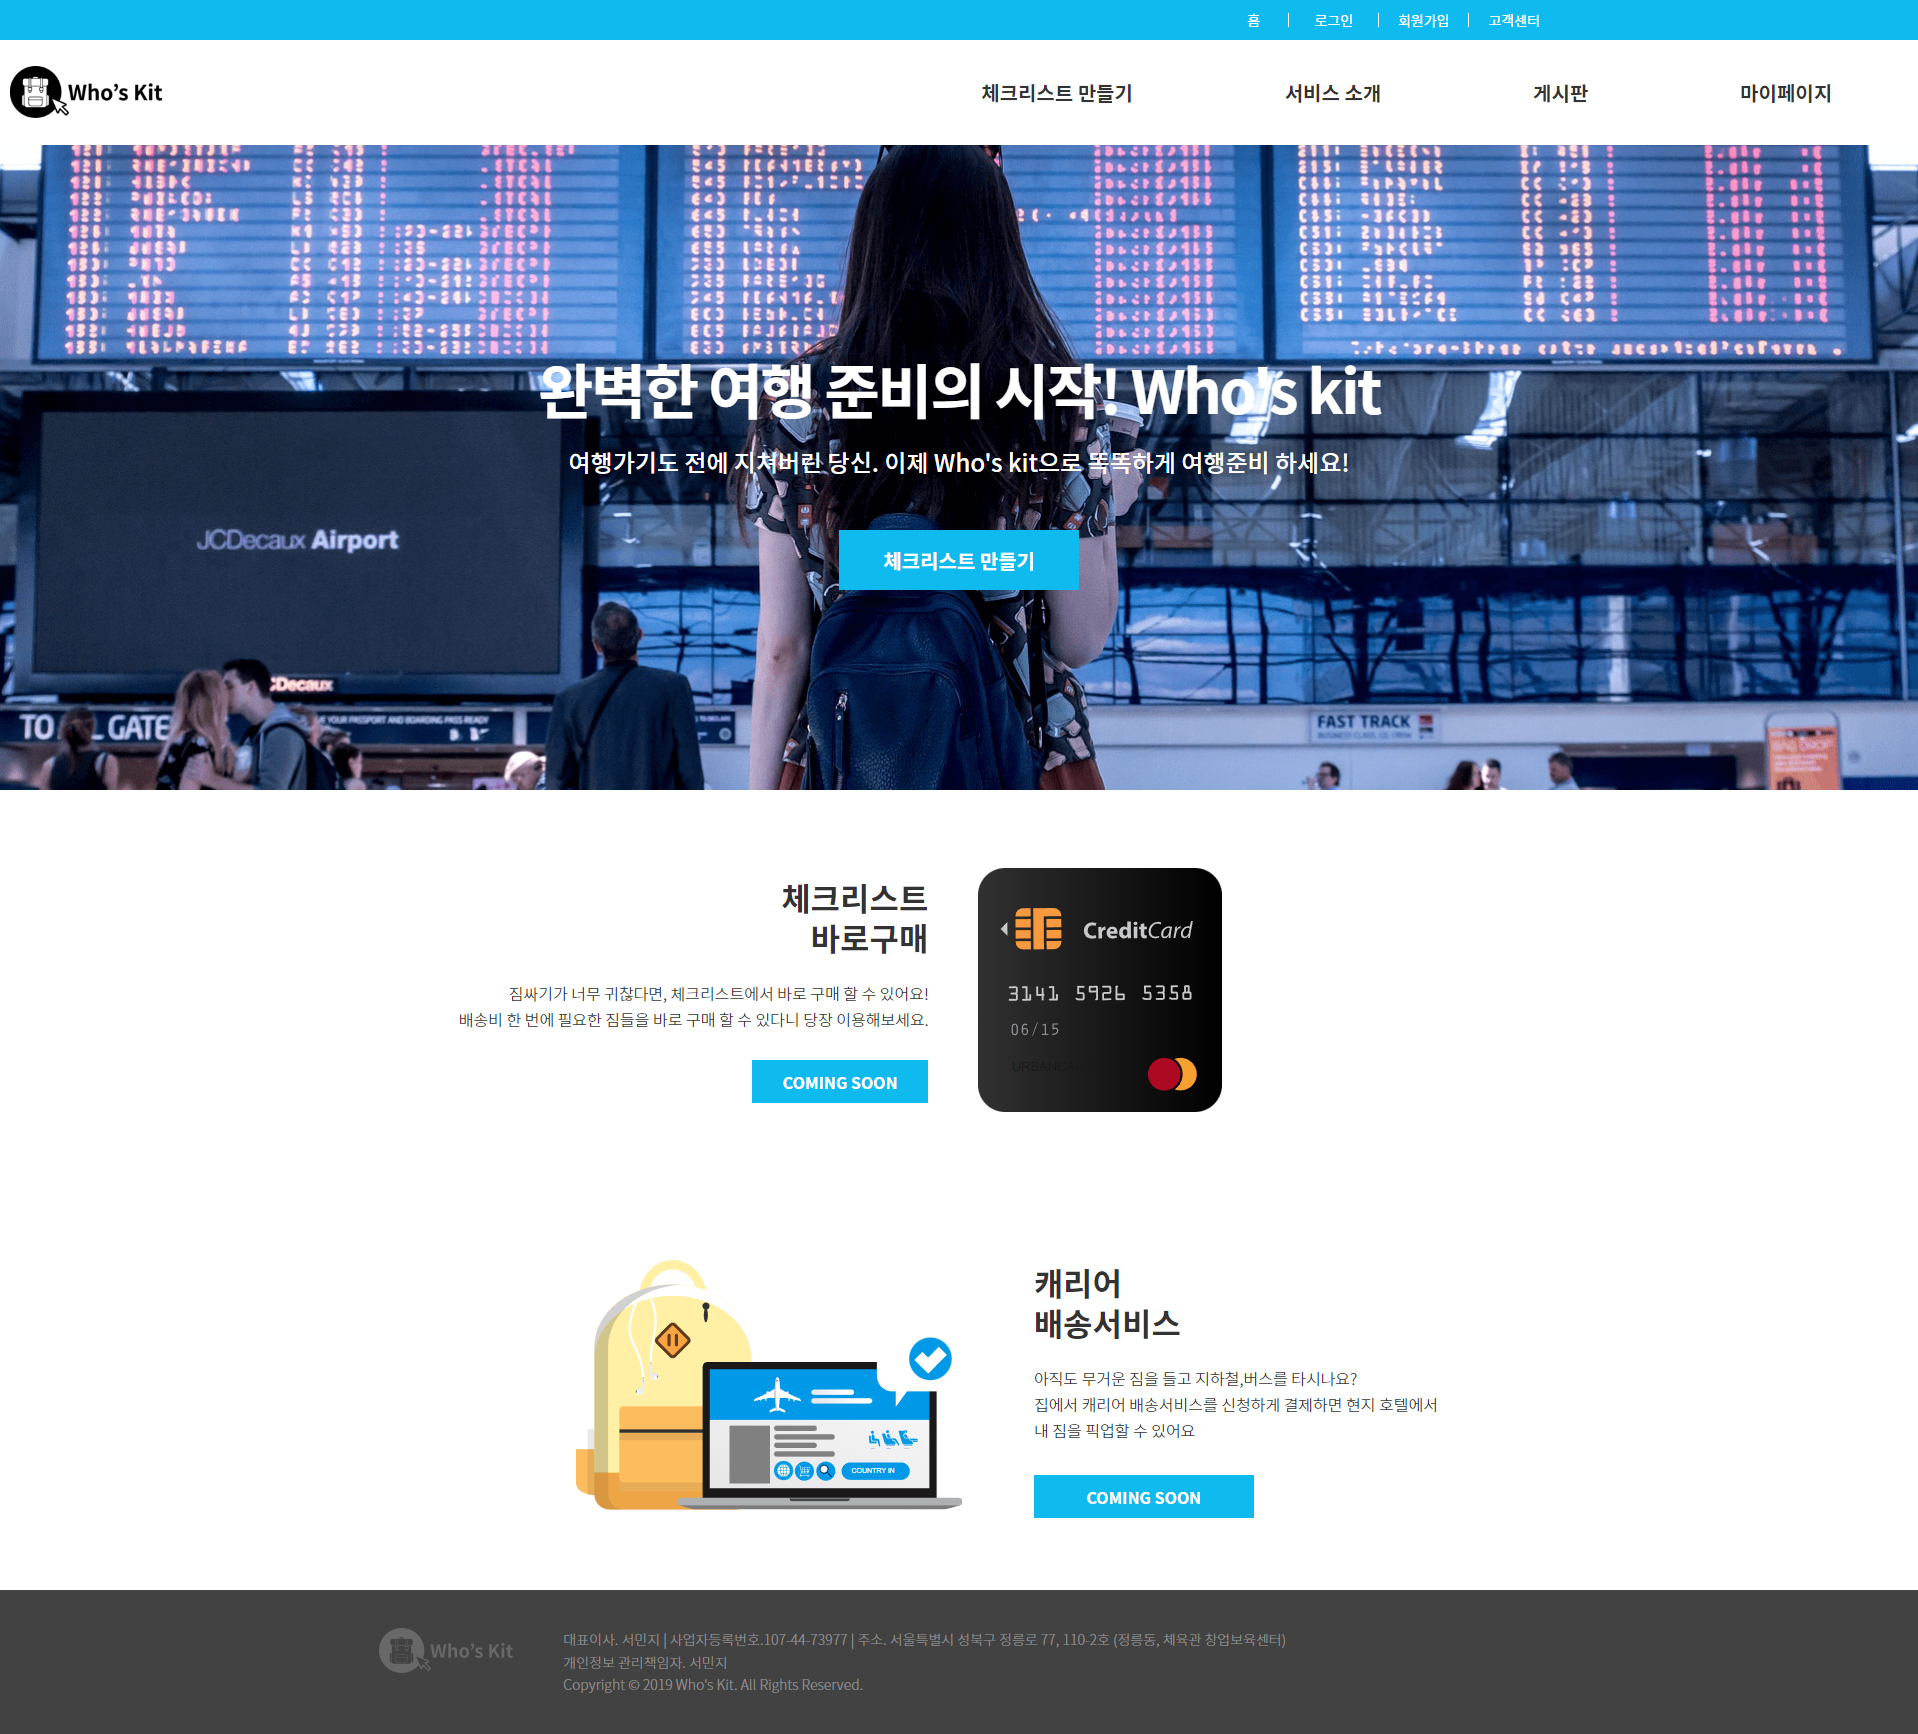 홈
로그인
회원가입
고객센터
Who's Kit
체크리스트 만들기
서비스 소개
게시판
마이페이지
완벽한 여행 준비의 시작! Who's kit
여행가기도 전에 지쳐버린 당신. 이제 Who's kit으로 똑똑하게 여행준비 하세요!
JCDecaux Airport
체크리스트 만들기
JCDecaux
TO
GATE
YOUR PASSPORT AND BOARDING PASS READY
FAST TRACK
체크리스트
바로구매
짐싸기가 너무 귀찮다면, 체크리스트에서 바로 구매 할 수 있어요!
배송비 한 번에 필요한 짐들을 바로 구매 할 수 있다니 당장 이용해보세요.
COMING SOON
CreditCard
3141 5926 5358
06/15
캐리어
배송서비스
아직도 무거운 짐을 들고 지하철,버스를 타시나요?
집에서 캐리어 배송서비스를 신청하게 결제하면 현지 호텔에서
내 짐을 픽업할 수 있어요
COMING SOON
COUNTRY IN
Who's Kit
대표이사. 서민지 | 사업자등록번호.107-44-73977 | 주소. 서울특별시 성북구 정릉로 77, 110-2호 (정릉동, 체육관 창업보육센터)
개인정보 관리책임자. 서민지
Copyright © 2019 Who's Kit. All Rights Reserved.